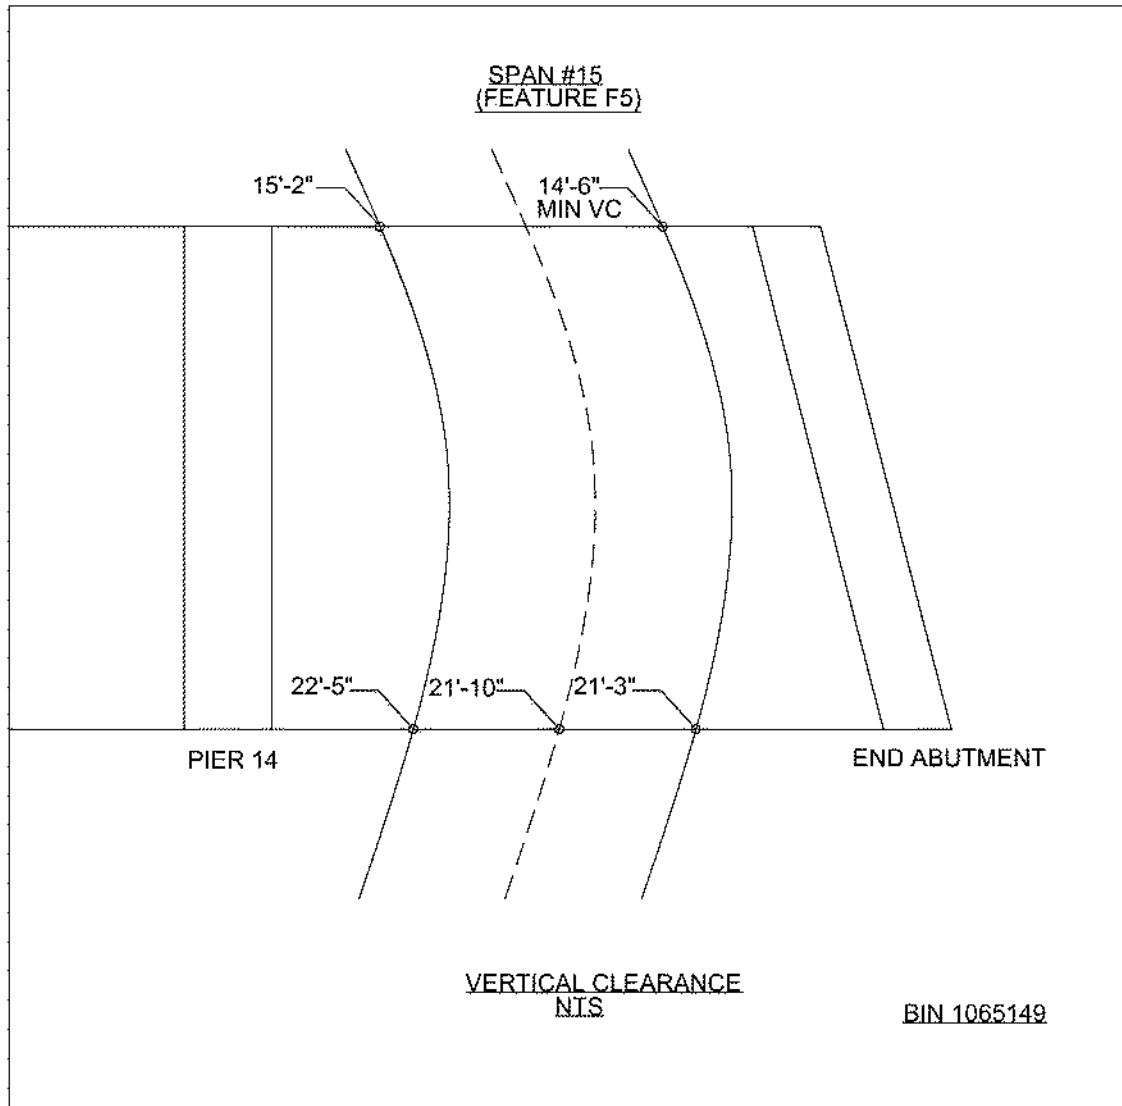 SPAN #15
(FEATURE F5)
15'-2"
14'-6"
MIN VC
22'-5"
21'-10"
21'-3"
PIER 14
END ABUTMENT
VERTICAL CLEARANCE
NTS
BIN 1065149